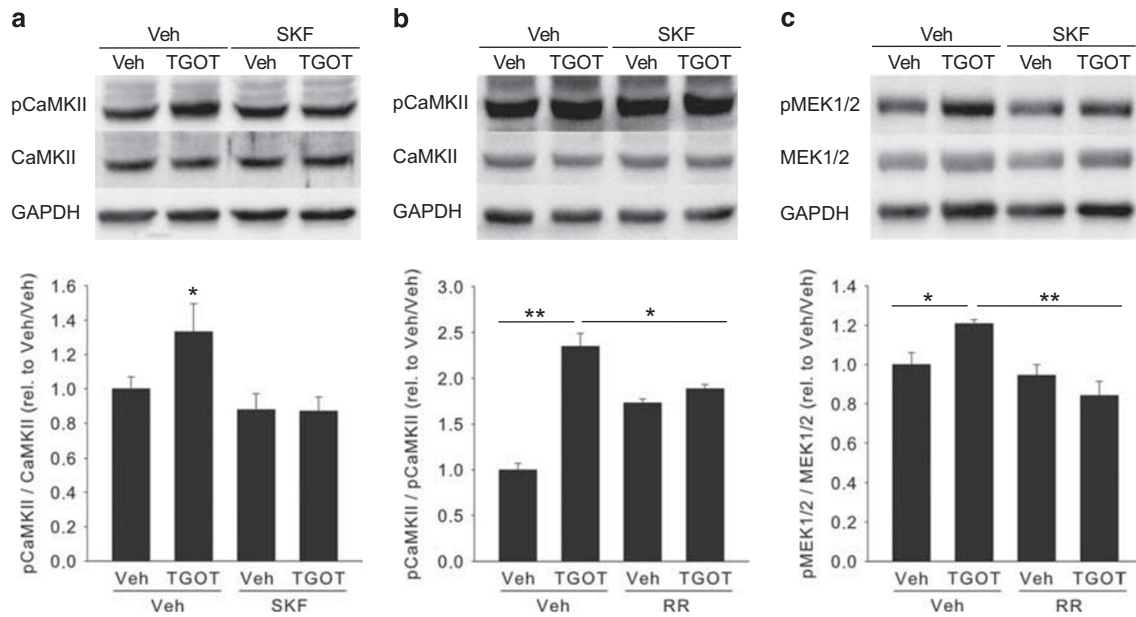 a
Veh SKF
Veh TGOT Veh TGOT
pCaMKII
CaMKII
GAPDH
pCaMKII / CaMKII (rel. to Veh/Veh)
1.6
1.4
1.2
1.0
0.8
0.6
0.4
0.2
0.0
*
Veh TGOT Veh TGOT
Veh SKF
b
Veh SKF
Veh TGOT Veh TGOT
pCaMKII
CaMKII
GAPDH
pCaMKII / pCaMKII (rel. to Veh/Veh)
3.0
2.5
2.0
1.5
1.0
0.5
0.0
** *
Veh TGOT Veh TGOT
Veh RR
c
Veh SKF
Veh TGOT Veh TGOT
pMEK1/2
MEK1/2
GAPDH
pMEK1/2 / MEK1/2 (rel. to Veh/Veh)
1.4
1.2
1.0
0.8
0.6
0.4
0.2
0.0
* **
Veh TGOT Veh TGOT
Veh RR